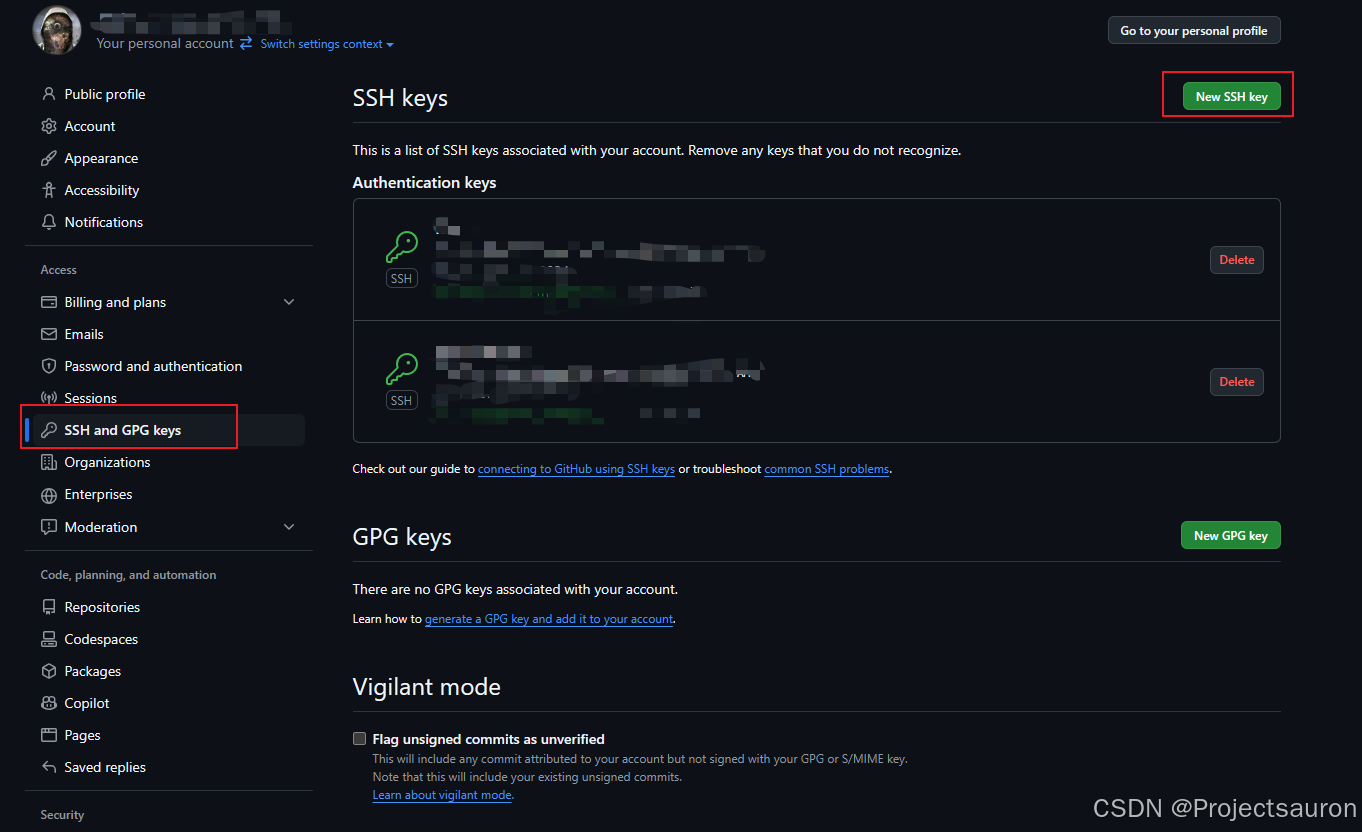 Your personal account Switch settings context
Go to your personal profile
Public profile
Account
Appearance
Accessibility
Notifications
Access
Billing and plans
Emails
Password and authentication
Sessions
SSH and GPG keys
Organizations
Enterprises
Moderation
Code, planning, and automation
Repositories
Codespaces
Packages
Copilot
Pages
Saved replies
Security
SSH keys
New SSH key
This is a list of SSH keys associated with your account. Remove any keys that you do not recognize.
Authentication keys
SSH
Delete
SSH
Delete
Check out our guide to connecting to GitHub using SSH keys or troubleshoot common SSH problems.
GPG keys
New GPG key
There are no GPG keys associated with your account.
Learn how to generate a GPG key and add it to your account.
Vigilant mode
Flag unsigned commits as unverified
This will include any commit attributed to your account but not signed with your GPG or S/MIME key.
Note that this will include your existing unsigned commits.
Learn about vigilant mode.
CSDN @Projectsauron